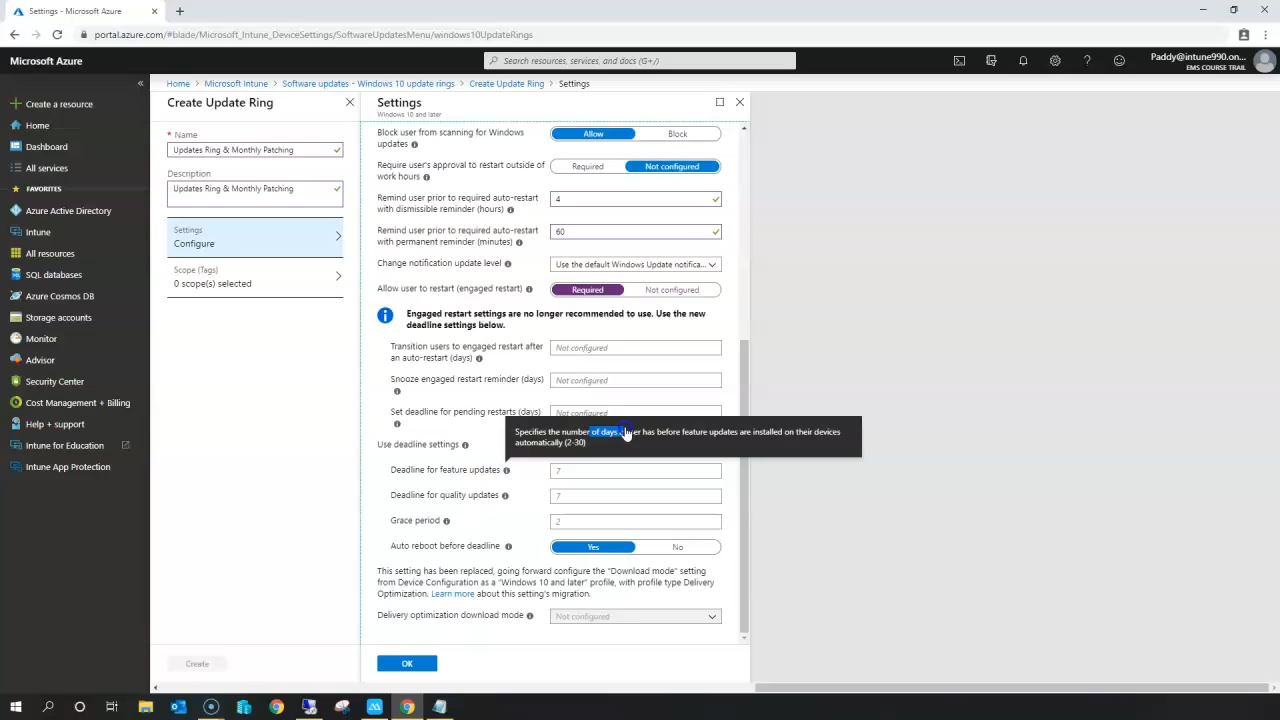 Settings - Microsoft Azure
portal.azure.com/#blade/Microsoft_Intune_DeviceSettings/SoftwareUpdatesMenu/windows10UpdateRings
Microsoft Azure
Search resources, services, and docs (G+/)
Paddy@intune990.on...
EMS COURSE TRAIL
Home > Microsoft Intune > Software updates - Windows 10 update rings > Create Update Ring > Settings
Create a resource
Home
Dashboard
All services
FAVORITES
Azure Active Directory
Intune
All resources
SQL databases
Azure Cosmos DB
Storage accounts
Monitor
Advisor
Security Center
Cost Management + Billing
Help + support
Intune for Education
Intune App Protection
Create Update Ring
* Name
Updates Ring & Monthly Patching
Description
Updates Ring & Monthly Patching
Settings
Configure
Scope (Tags)
0 scope(s) selected
Create
Settings
Windows 10 and later
Block user from scanning for Windows
updates
Allow Block
Require user's approval to restart outside of
work hours
Required Not configured
Remind user prior to required auto-restart
with dismissible reminder (hours)
4
Remind user prior to required auto-restart
with permanent reminder (minutes)
60
Change notification update level
Use the default Windows Update notifica...
Allow user to restart (engaged restart)
Required Not configured
Engaged restart settings are no longer recommended to use. Use the new
deadline settings below.
Transition users to engaged restart after
an auto-restart (days)
Not configured
Snooze engaged restart reminder (days)
Not configured
Set deadline for pending restarts (days)
Not configured
Specifies the number of days has before feature updates are installed on their devices
automatically (2-30)
Use deadline settings
Deadline for feature updates
7
Deadline for quality updates
7
Grace period
2
Auto reboot before deadline
Yes No
This setting has been replaced, going forward configure the "Download mode" setting
from Device Configuration as a "Windows 10 and later" profile, with profile type Delivery
Optimization. Learn more about this setting's migration.
Delivery optimization download mode
Not configured
OK